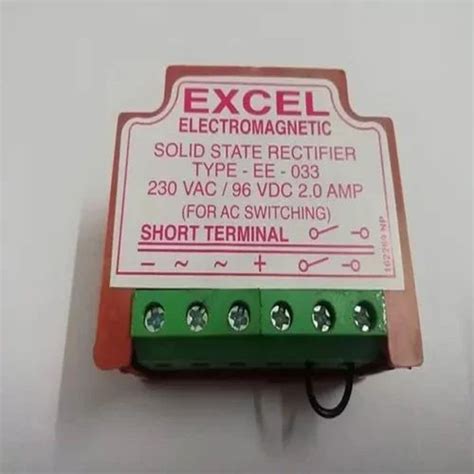 EXCEL
ELECTROMAGNETIC
SOLID STATE RECTIFIER
TYPE - EE - 033
230 VAC / 96 VDC 2.0 AMP
(FOR AC SWITCHING)
SHORT TERMINAL
− ~ ~ +